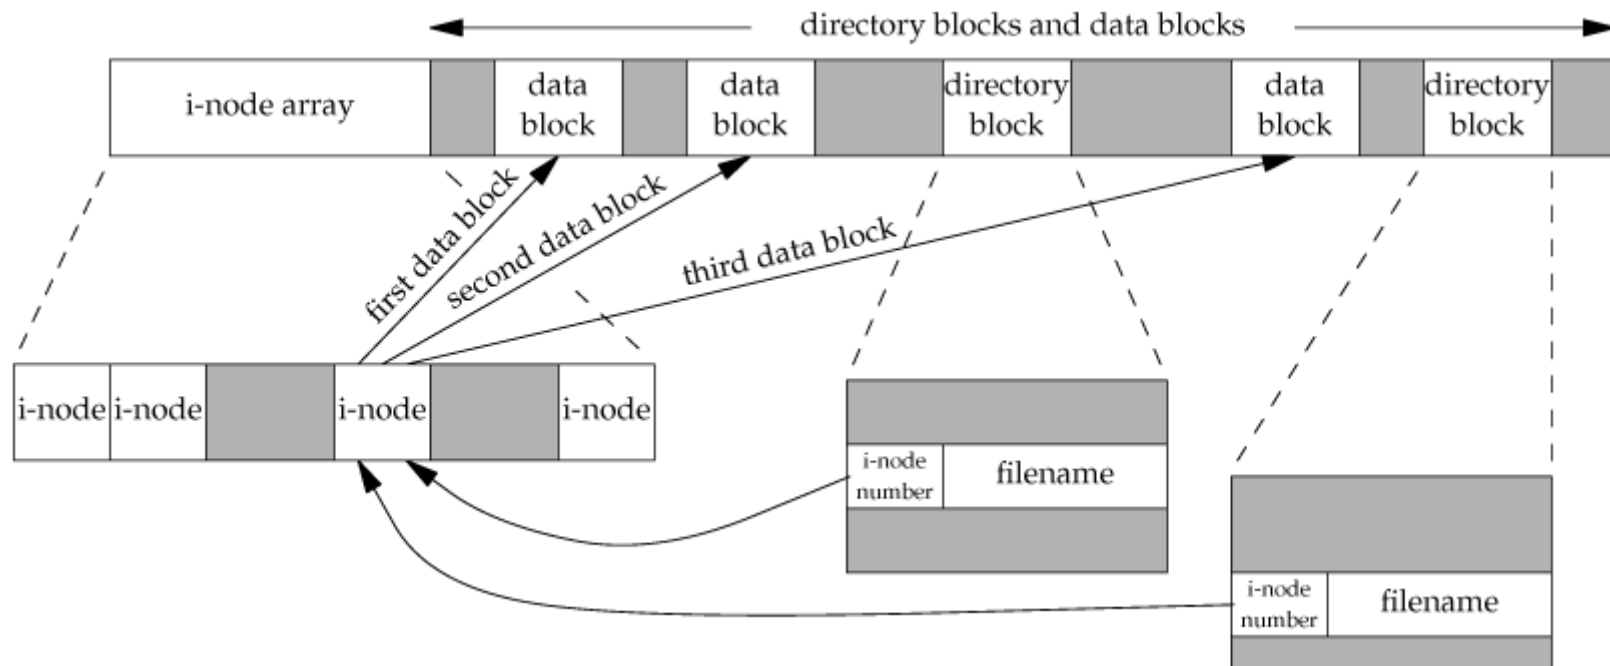 directory blocks and data blocks
i-node array
data
block
data
block
directory
block
data
block
directory
block
first data block
second data block
third data block
i-node
i-node
i-node
i-node
i-node
number
filename
i-node
number
filename